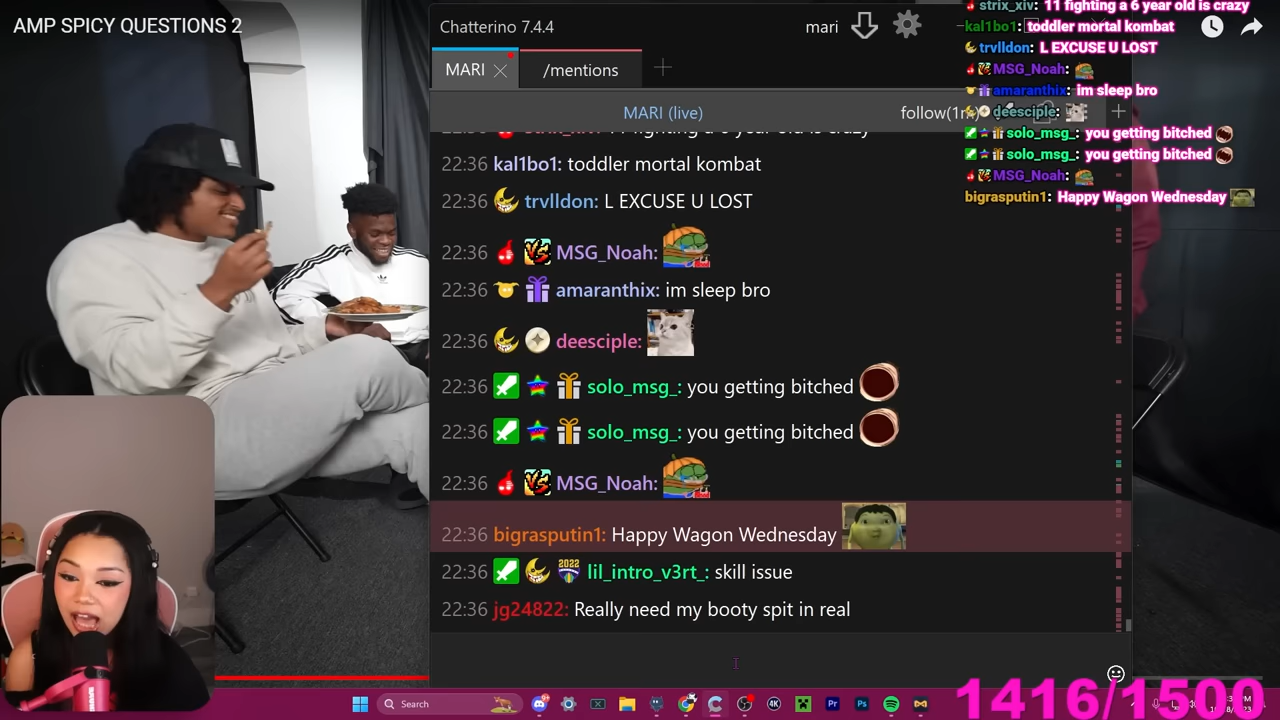 AMP SPICY QUESTIONS 2
Chatterino 7.4.4
mari
MARI
/mentions
MARI (live)
follow(1m)
kal1bo1: toddler mortal kombat
22:36 kal1bo1: toddler mortal kombat
22:36 trvlldon: L EXCUSE U LOST
22:36 MSG_Noah:
22:36 amaranthix: im sleep bro
22:36 deesciple:
22:36 solo_msg_: you getting bitched
22:36 solo_msg_: you getting bitched
22:36 MSG_Noah:
22:36 bigrasputin1: Happy Wagon Wednesday
22:36 lil_intro_v3rt_: skill issue
22:36 jg24822: Really need my booty spit in real
strix_xiv: 11 fighting a 6 year old is crazy
trvlldon: L EXCUSE U LOST
MSG_Noah:
amaranthix: im sleep bro
deesciple:
solo_msg_: you getting bitched
solo_msg_: you getting bitched
MSG_Noah:
bigrasputin1: Happy Wagon Wednesday
Search
4K
Pr
Ps
1416/1500